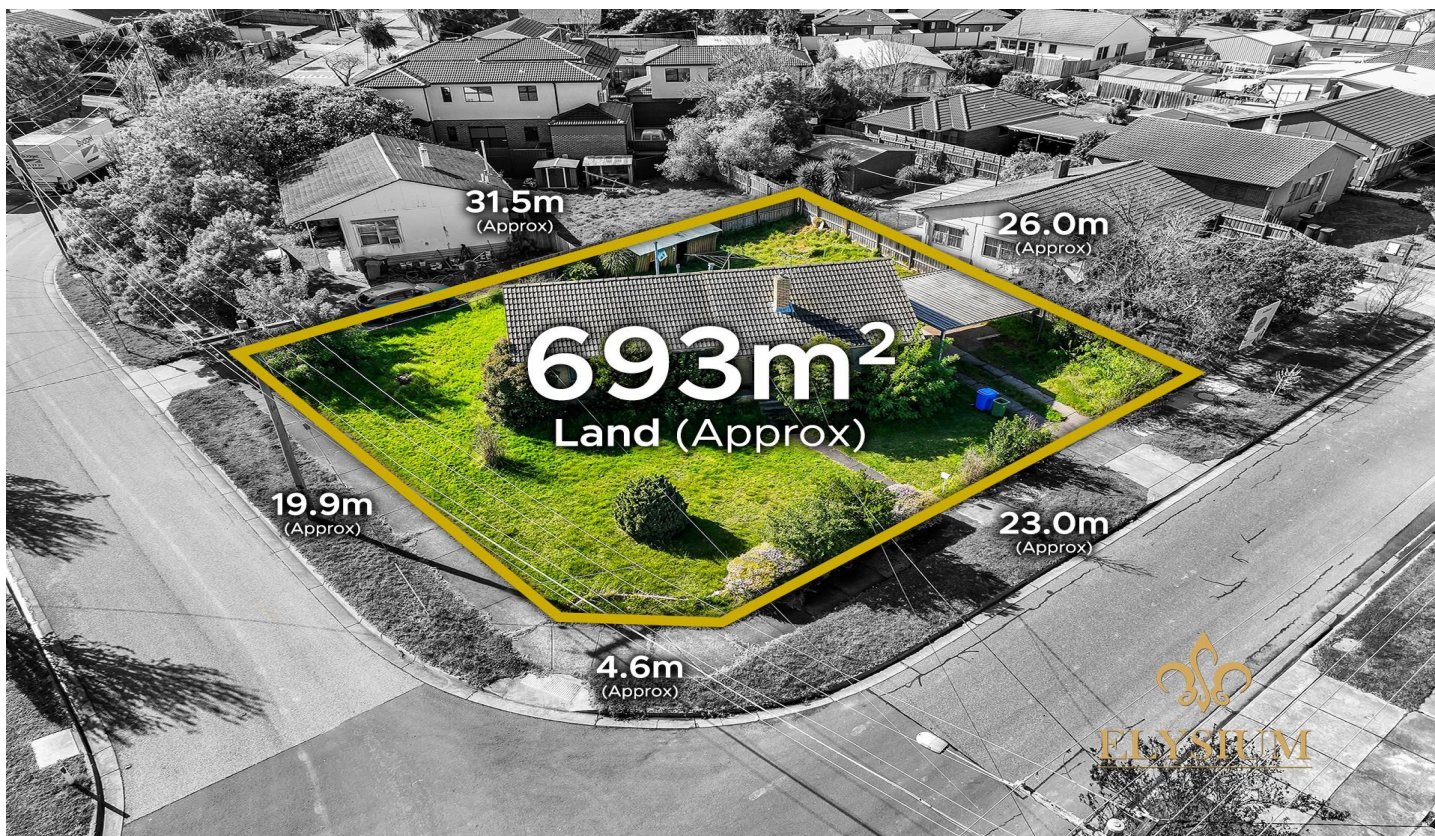 31.5m
(Approx)
26.0m
(Approx)
693m²
Land (Approx)
19.9m
(Approx)
23.0m
(Approx)
4.6m
(Approx)
ELYSIUM